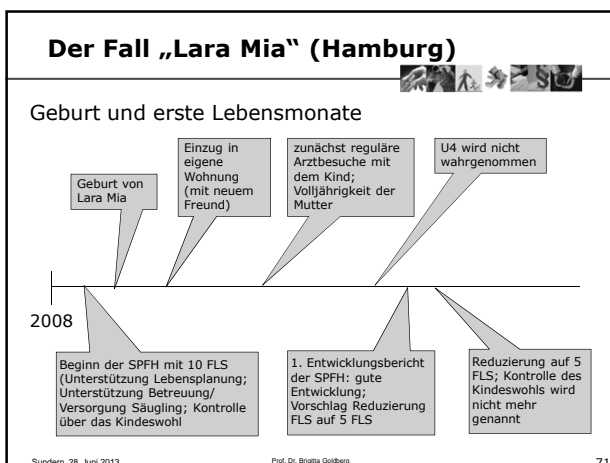 Der Fall „Lara Mia“ (Hamburg)
§
Geburt und erste Lebensmonate
Geburt von
Lara Mia
Einzug in
eigene
Wohnung
(mit neuem
Freund)
zunächst reguläre
Arztbesuche mit
dem Kind;
Volljährigkeit der
Mutter
U4 wird nicht
wahrgenommen
2008
Beginn der SPFH mit 10 FLS
(Unterstützung Lebensplanung;
Unterstützung Betreuung/
Versorgung Säugling; Kontrolle
über das Kindeswohl
1. Entwicklungsbericht
der SPFH: gute
Entwicklung;
Vorschlag Reduzierung
FLS auf 5 FLS
Reduzierung auf 5
FLS; Kontrolle des
Kindeswohls wird
nicht mehr
genannt
Sundern, 28. Juni 2013
Prof. Dr. Brigitta Goldberg
71